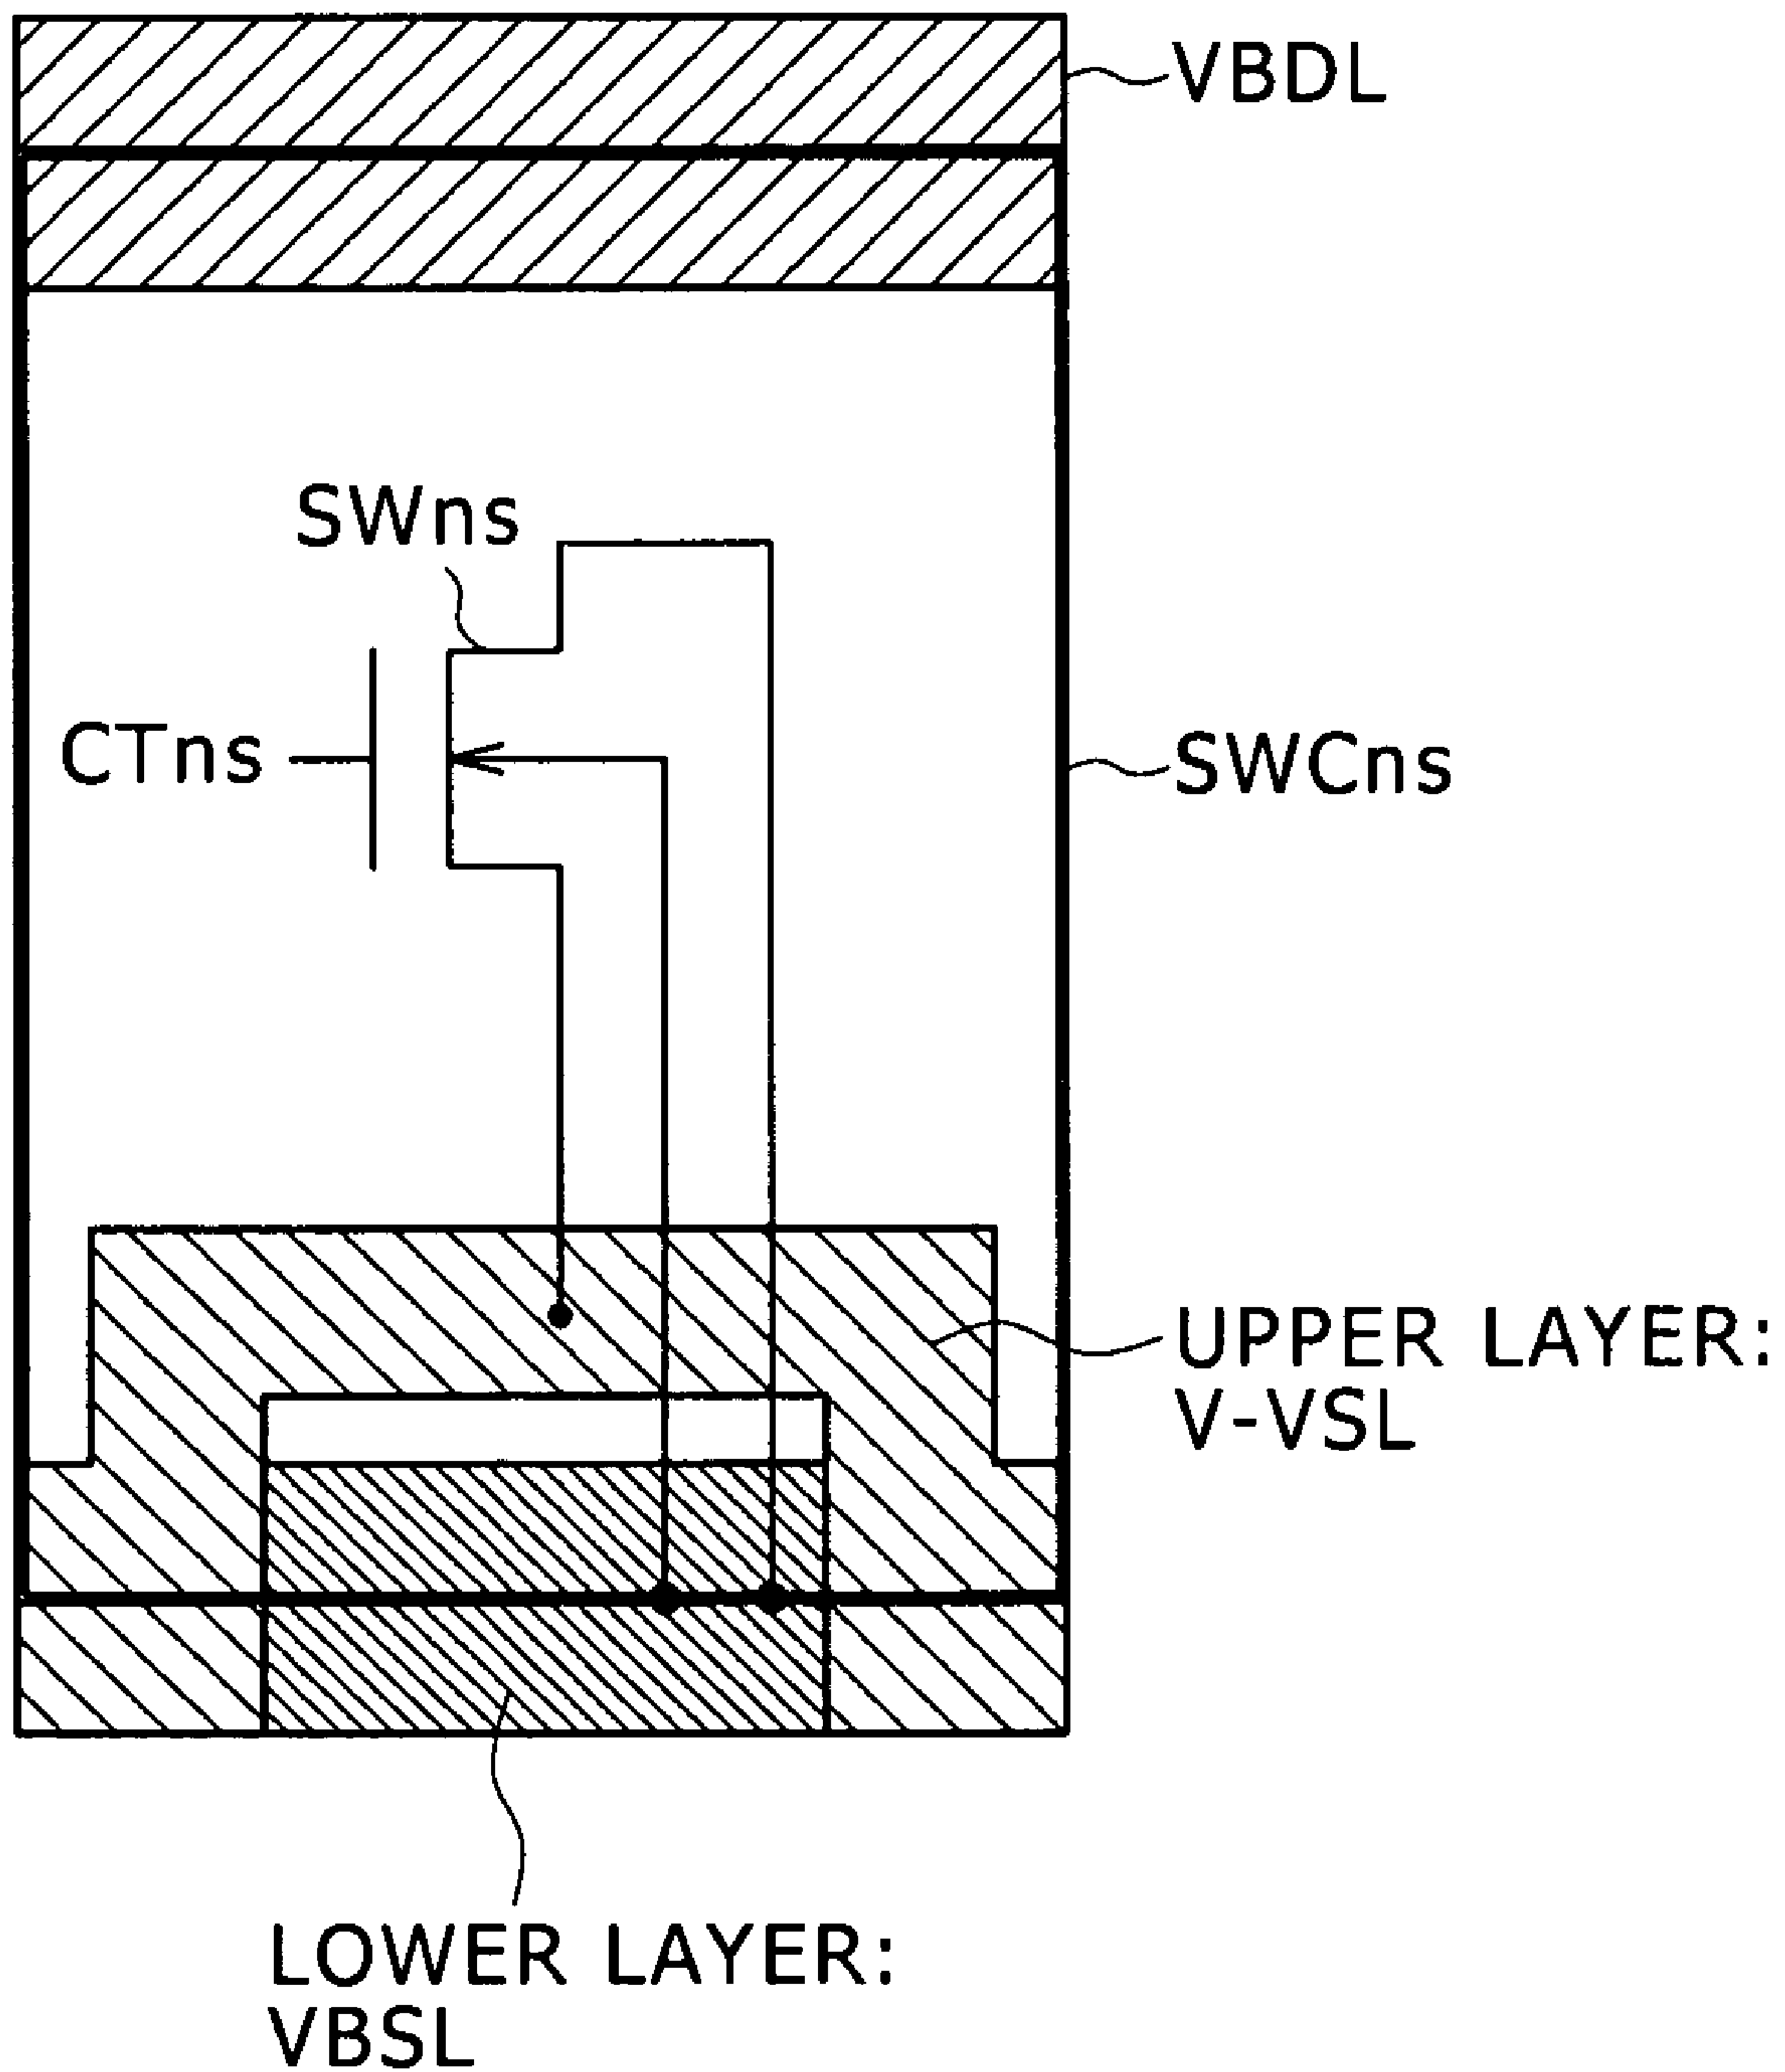 VBDL
SWns
CTns
SWCns
UPPER LAYER:
V-VSL
LOWER LAYER:
VBSL